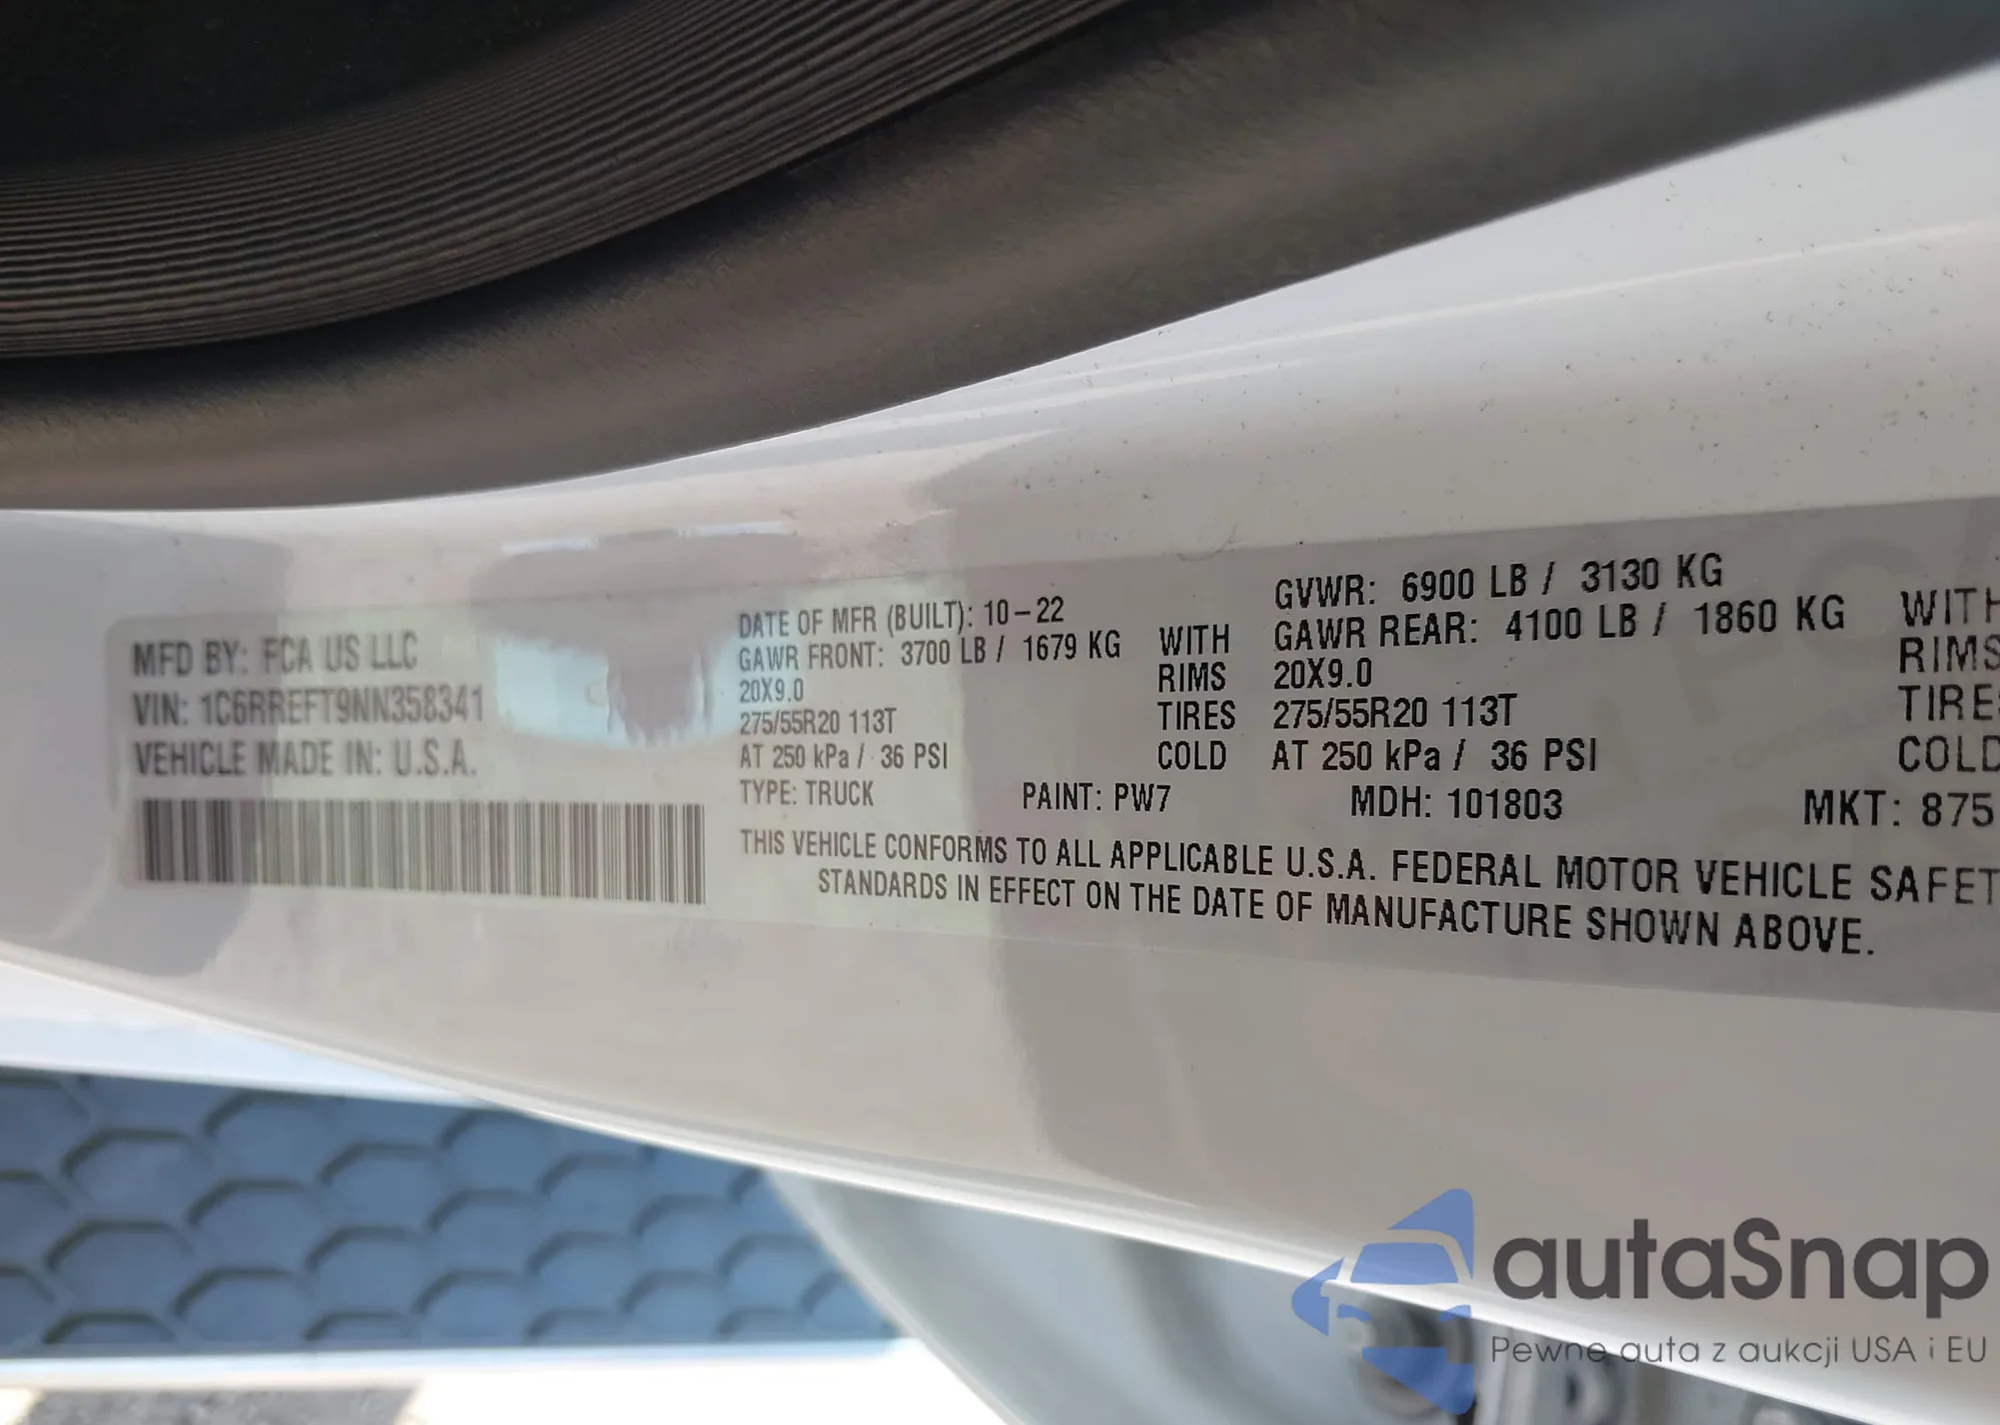 MFD BY: FCA US LLC
VIN: 1C6RREFT9NN358341
VEHICLE MADE IN: U.S.A.
DATE OF MFR (BUILT): 10-22
GVWR: 6900 LB / 3130 KG
GAWR FRONT: 3700 LB / 1679 KG WITH GAWR REAR: 4100 LB / 1860 KG WITH
20X9.0 RIMS 20X9.0 RIMS
275/55R20 113T TIRES 275/55R20 113T TIRE
AT 250 kPa / 36 PSI COLD AT 250 kPa / 36 PSI COLD
TYPE: TRUCK PAINT: PW7 MDH: 101803 MKT: 875
THIS VEHICLE CONFORMS TO ALL APPLICABLE U.S.A. FEDERAL MOTOR VEHICLE SAFET
STANDARDS IN EFFECT ON THE DATE OF MANUFACTURE SHOWN ABOVE.
autaSnap
Pewne auta z aukcji USA i EU